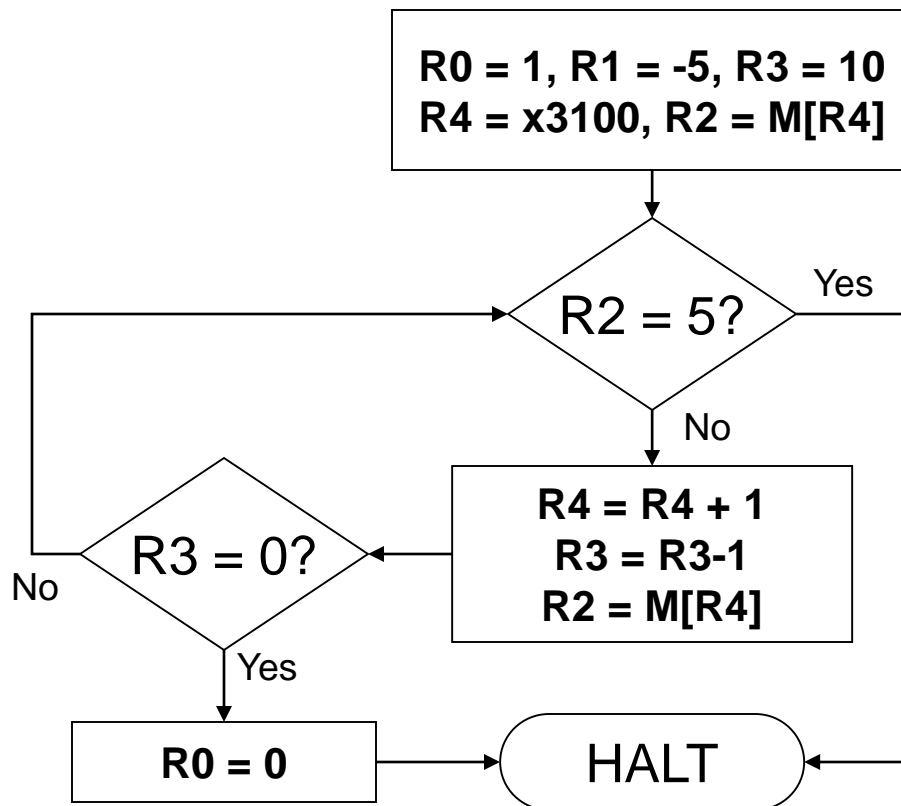 R0 = 1, R1 = -5, R3 = 10
R4 = x3100, R2 = M[R4]
R2 = 5?
Yes
No
R4 = R4 + 1
R3 = R3-1
R2 = M[R4]
R3 = 0?
No
Yes
R0 = 0
HALT